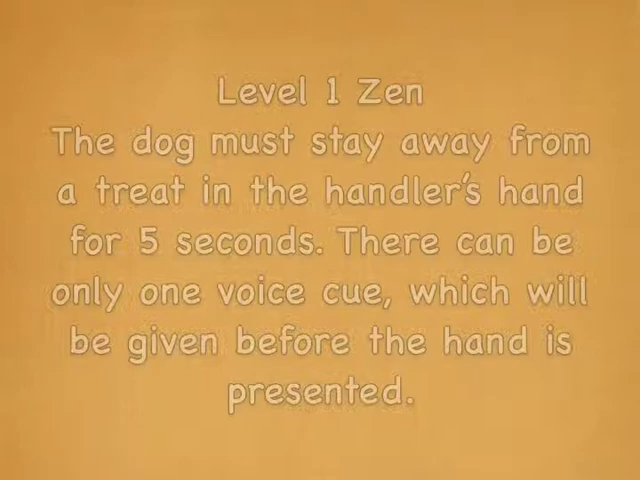 Level 1 Zen
The dog must stay away from
a treat in the handler's hand
for 5 seconds. There can be
only one voice cue, which will
be given before the hand is
presented.